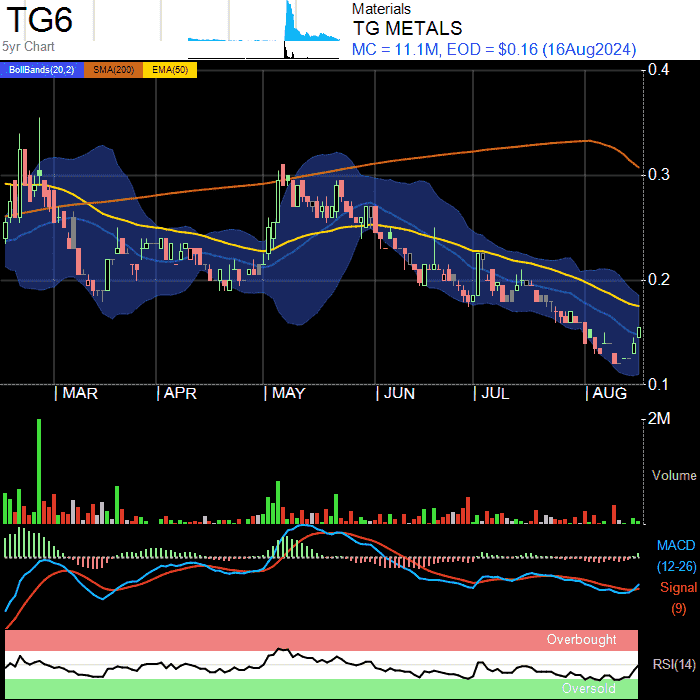 TG6
5yr Chart
Materials
TG METALS
MC = 11.1M, EOD = $0.16 (16Aug2024)
BollBands(20,2) SMA(200) EMA(50)
0.4
0.3
0.2
0.1
MAR APR MAY JUN JUL AUG
2M
Volume
MACD
(12-26)
Signal
(9)
Overbought
RSI(14)
Oversold